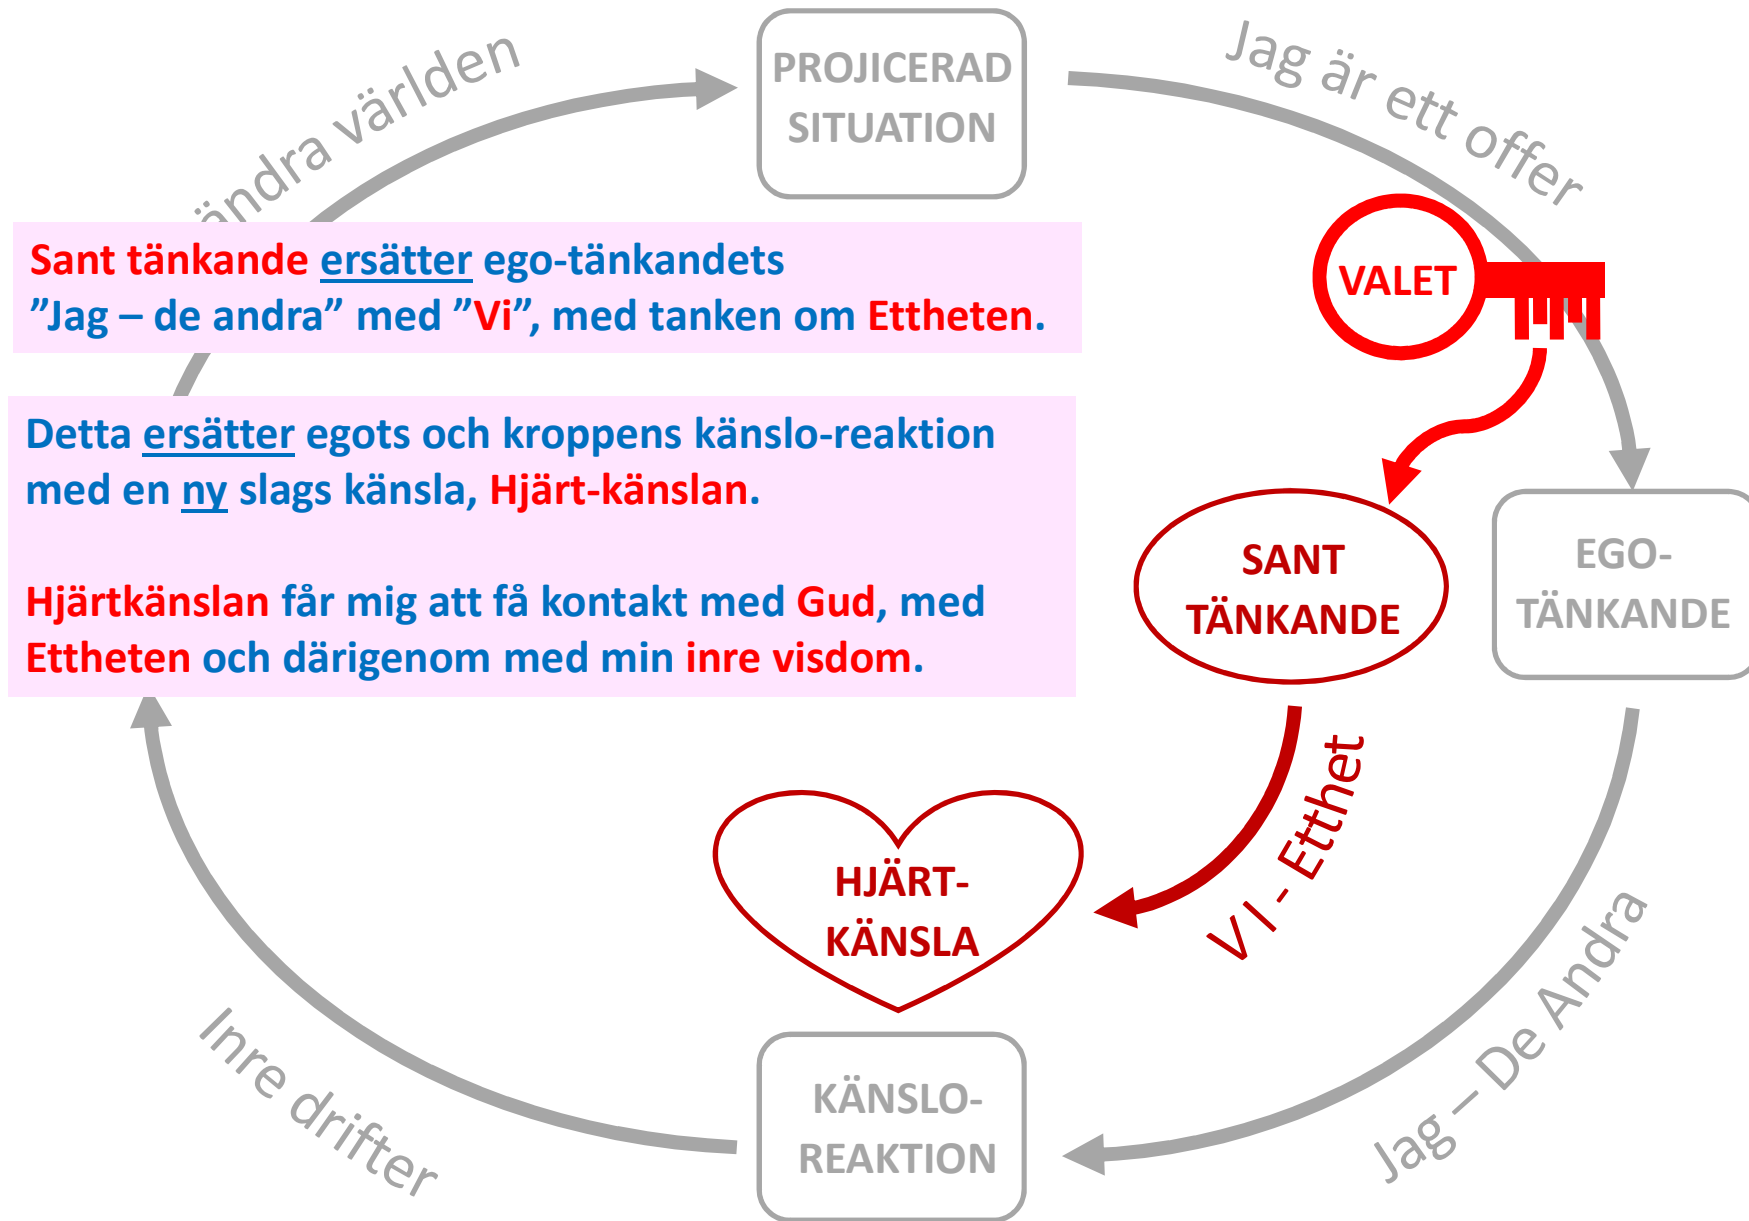 PROJICERAD
SITUATION
Jag är ett offer
ändra världen
Sant tänkande ersätter ego-tänkandets
”Jag – de andra” med ”Vi”, med tanken om Ettheten.
VALET
Detta ersätter egots och kroppens känslo-reaktion
med en ny slags känsla, Hjärt-känslan.
Hjärtkänslan får mig att få kontakt med Gud, med
Ettheten och därigenom med min inre visdom.
SANT
TÄNKANDE
EGO-
TÄNKANDE
VI - Etthet
HJÄRT-
KÄNSLA
Jag – De Andra
Inre drifter
KÄNSLO-
REAKTION